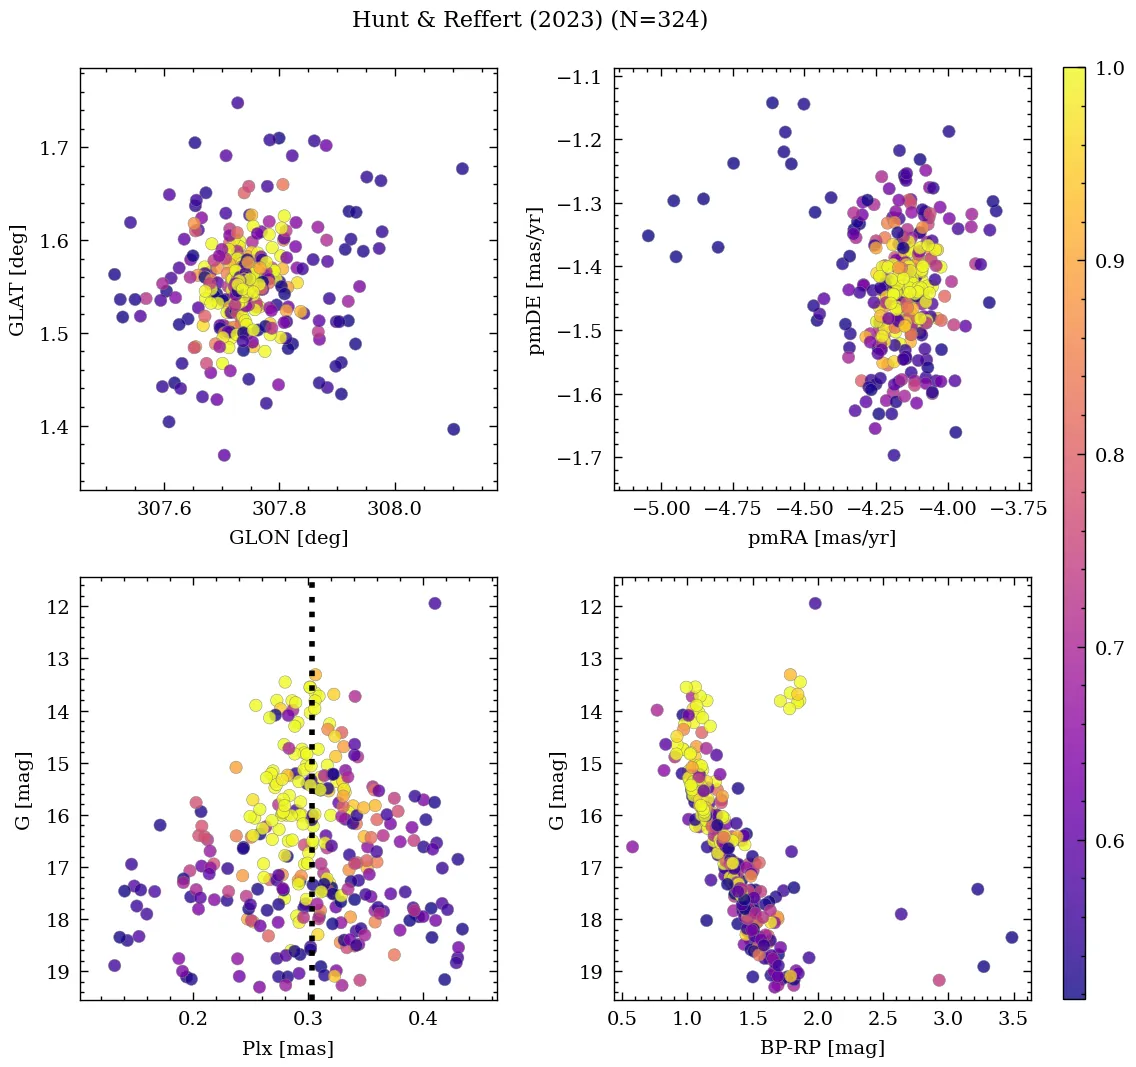 Hunt & Reffert (2023) (N=324)
GLAT [deg]
1.7
1.6
1.5
1.4
307.6 307.8 308.0
GLON [deg]
pmDE [mas/yr]
−1.1
−1.2
−1.3
−1.4
−1.5
−1.6
−1.7
−5.00 −4.75 −4.50 −4.25 −4.00 −3.75
pmRA [mas/yr]
G [mag]
12
13
14
15
16
17
18
19
0.2 0.3 0.4
Plx [mas]
G [mag]
12
13
14
15
16
17
18
19
0.5 1.0 1.5 2.0 2.5 3.0 3.5
BP-RP [mag]
1.0
0.9
0.8
0.7
0.6